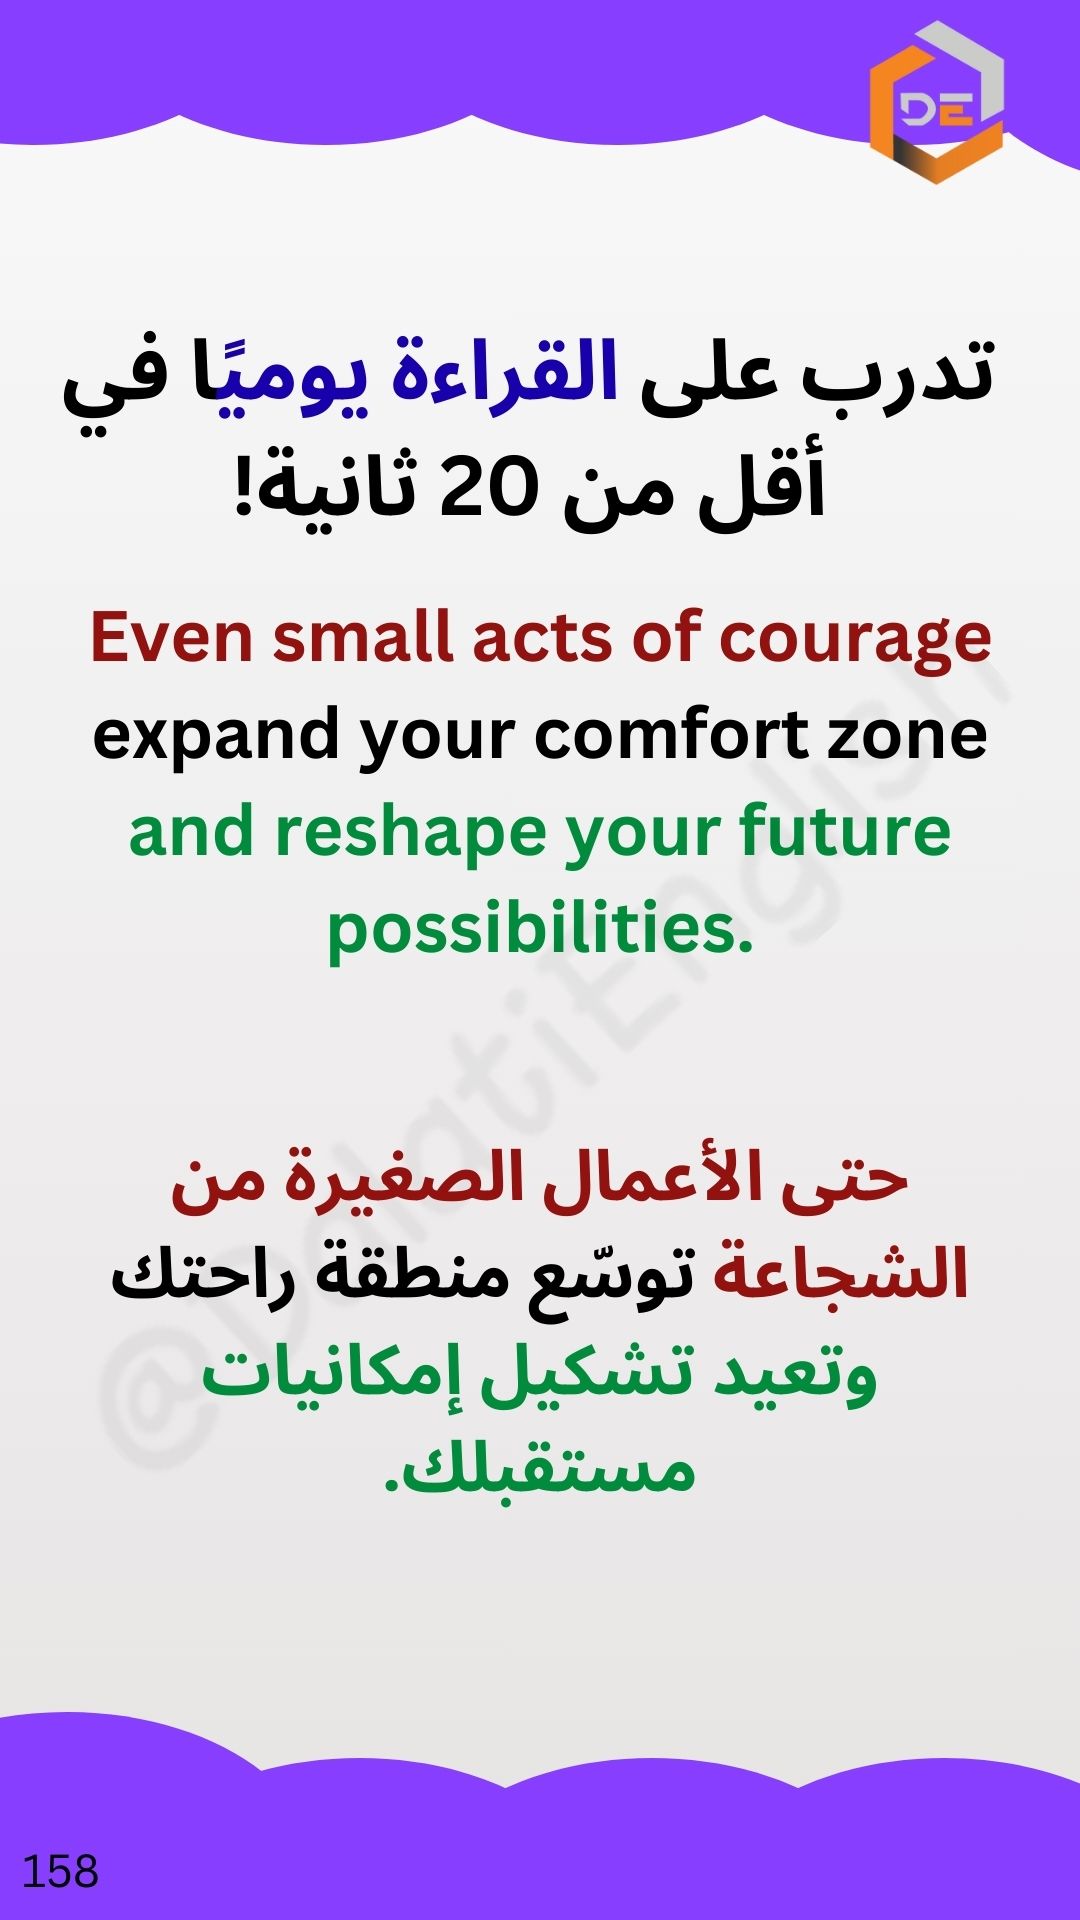 DE
تدرب على القراءة يوميًا في
أقل من 20 ثانية!
Even small acts of courage
expand your comfort zone
and reshape your future
possibilities.
@DalatiEnglish
حتى الأعمال الصغيرة من
الشجاعة توسّع منطقة راحتك
وتعيد تشكيل إمكانيات
مستقبلك.
158